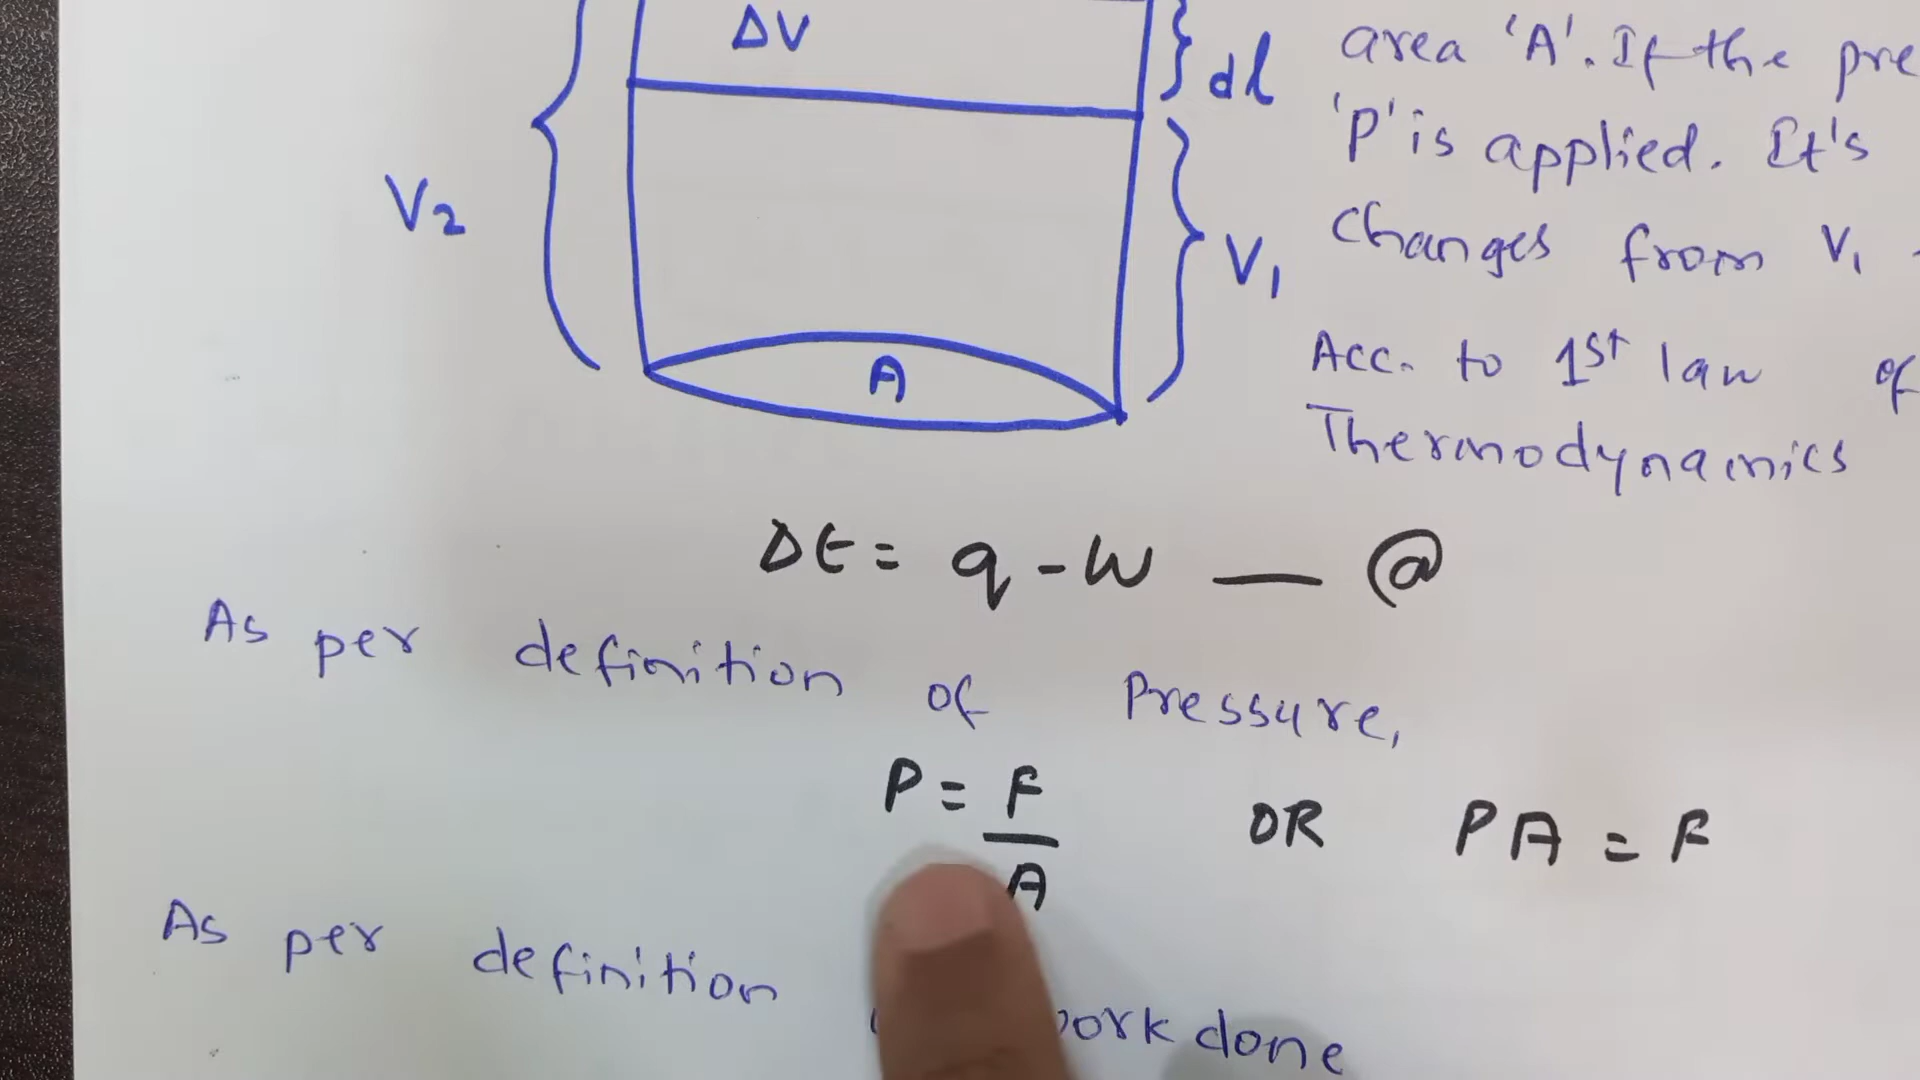 ΔV
dl
V₂
V₁
A
area 'A'. If the pre
'P' is applied. It's
Changes from V₁
Acc. to 1st law of
Thermodynamics
ΔE = q - W — ⓐ
As per definition of Pressure,
P = F/A OR PA = F
As per definition ork done